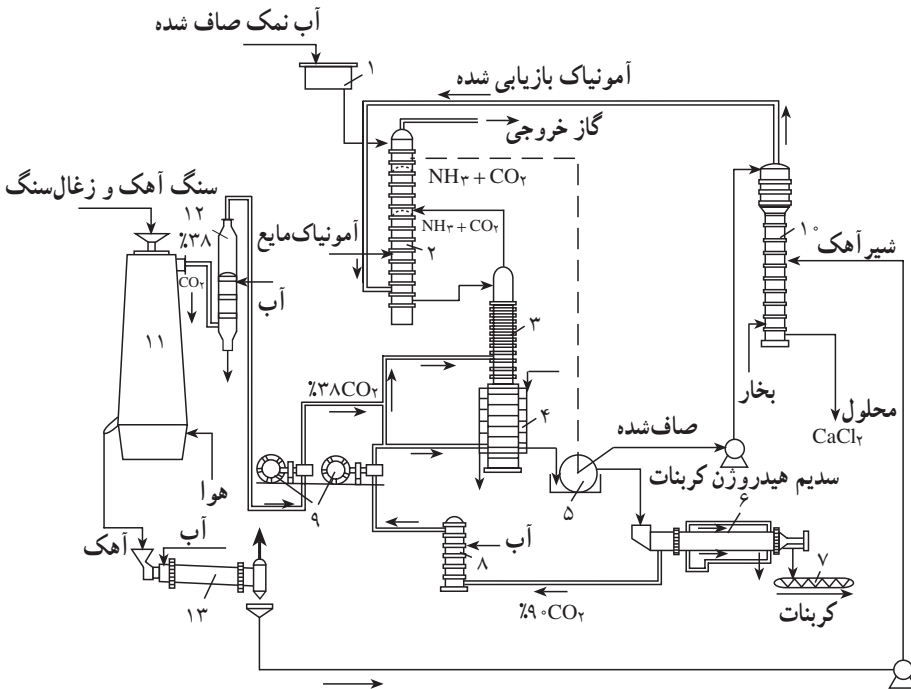 آب نمک صاف شده
۱
آمونیاک بازیابی شده
گاز خروجی
NH۳ + CO۲
سنگ آهک و زغال‌سنگ
۱۲
٪۳۸
CO۲
NH۳ + CO۲
آمونیاک‌مایع
۲
۱۰
شیرآهک
آب
۳
۱۱
٪۳۸CO۲
بخار
۴
محلول
CaCl۲
صاف‌شده
هوا
۹
۵
سدیم هیدروژن کربنات
۶
آهک
آب
آب
۸
۷
۱۳
٪۹۰CO۲
کربنات